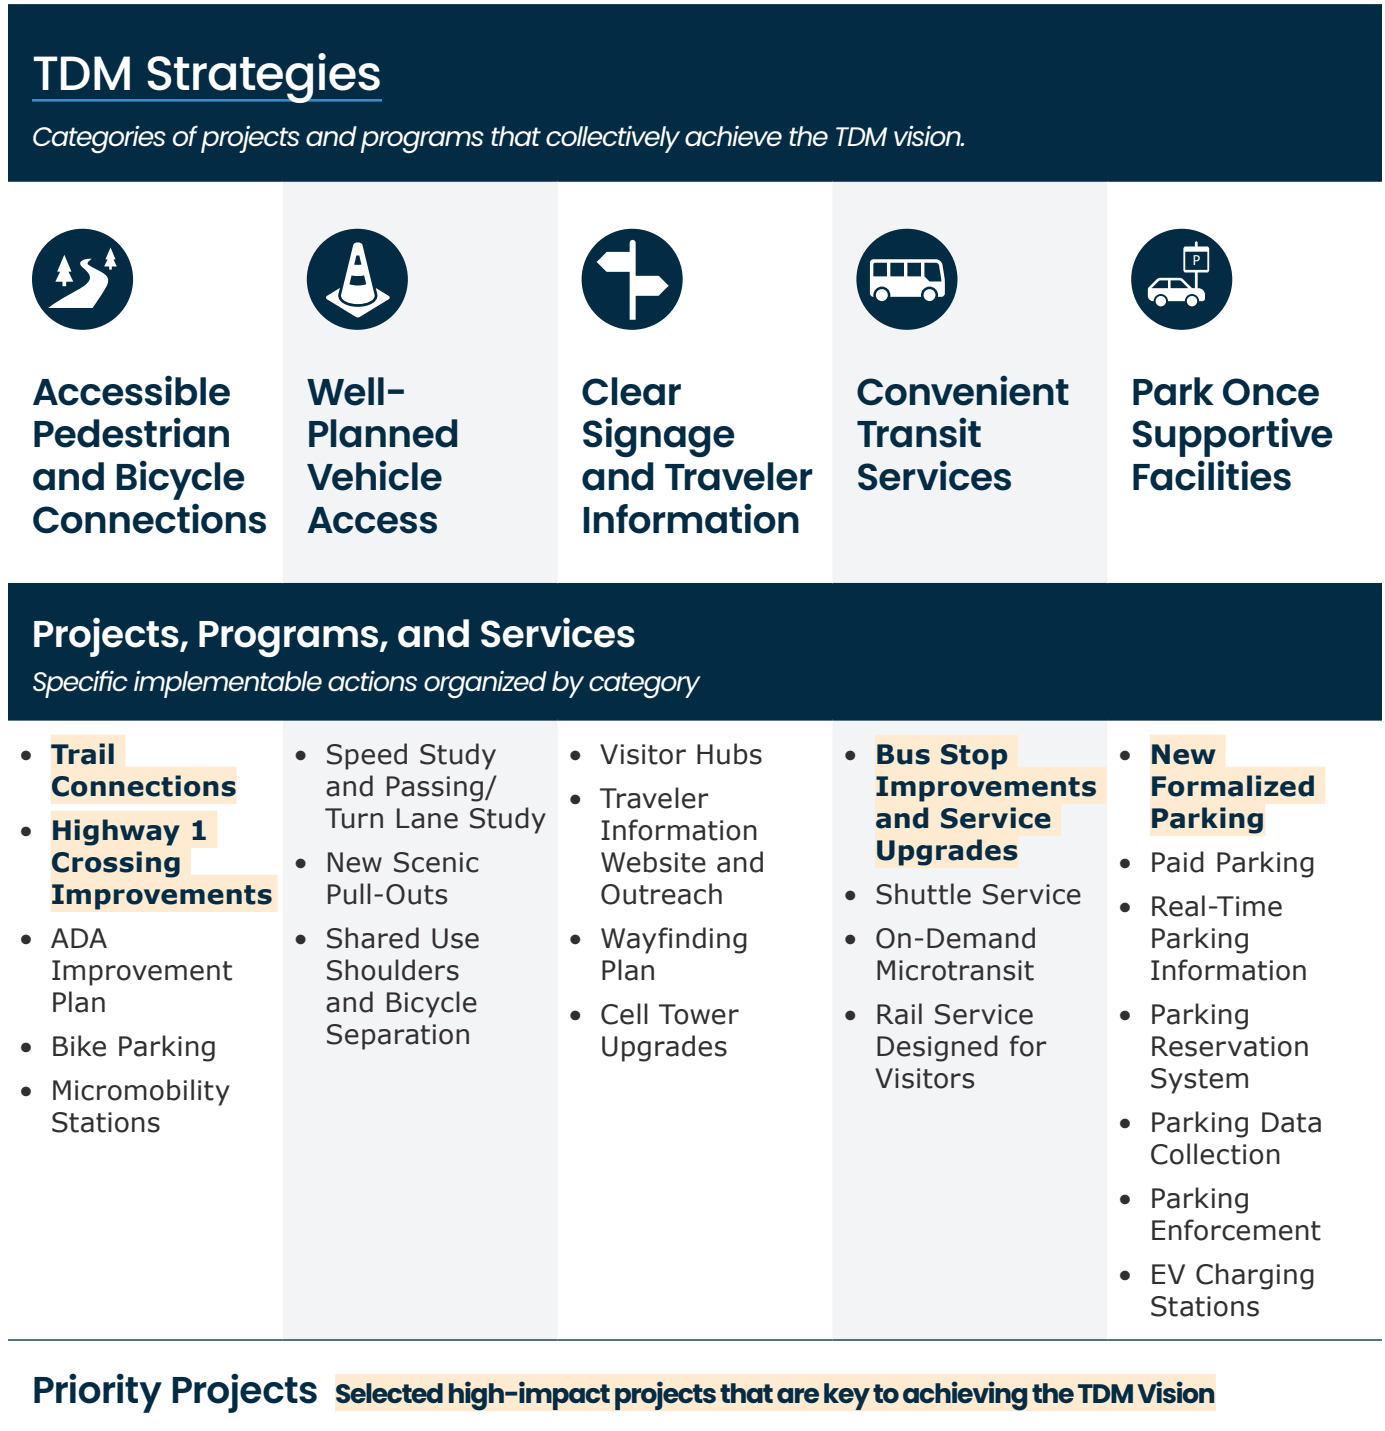 TDM Strategies
Categories of projects and programs that collectively achieve the TDM vision.
P
Accessible
Pedestrian
and Bicycle
Connections
Well-
Planned
Vehicle
Access
Clear
Signage
and Traveler
Information
Convenient
Transit
Services
Park Once
Supportive
Facilities
Projects, Programs, and Services
Specific implementable actions organized by category
• Trail
Connections
• Highway 1
Crossing
Improvements
• ADA
Improvement
Plan
• Bike Parking
• Micromobility
Stations
• Speed Study
and Passing/
Turn Lane Study
• New Scenic
Pull-Outs
• Shared Use
Shoulders
and Bicycle
Separation
• Visitor Hubs
• Traveler
Information
Website and
Outreach
• Wayfinding
Plan
• Cell Tower
Upgrades
• Bus Stop
Improvements
and Service
Upgrades
• Shuttle Service
• On-Demand
Microtransit
• Rail Service
Designed for
Visitors
• New
Formalized
Parking
• Paid Parking
• Real-Time
Parking
Information
• Parking
Reservation
System
• Parking Data
Collection
• Parking
Enforcement
• EV Charging
Stations
Priority Projects Selected high-impact projects that are key to achieving the TDM Vision